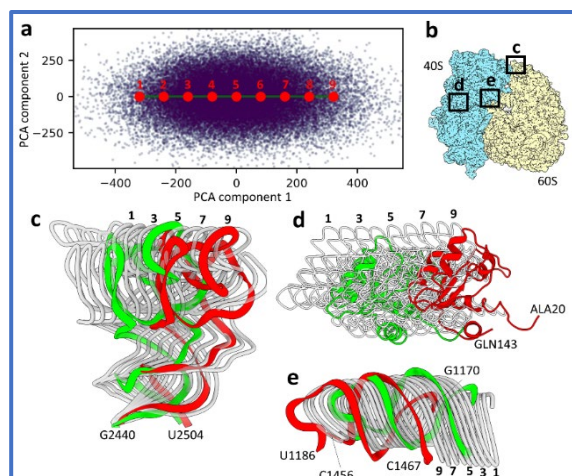 a
PCA component 2
250
0
−250
1 2 3 4 5 6 7 8 9
−400 −200 0 200 400
PCA component 1
b
40S
c
d
e
60S
c
1 3 5 7 9
G2440
U2504
d
1 3 5 7 9
ALA20
GLN143
e
G1170
U1186
C1456
C1467
9 7 5 3 1